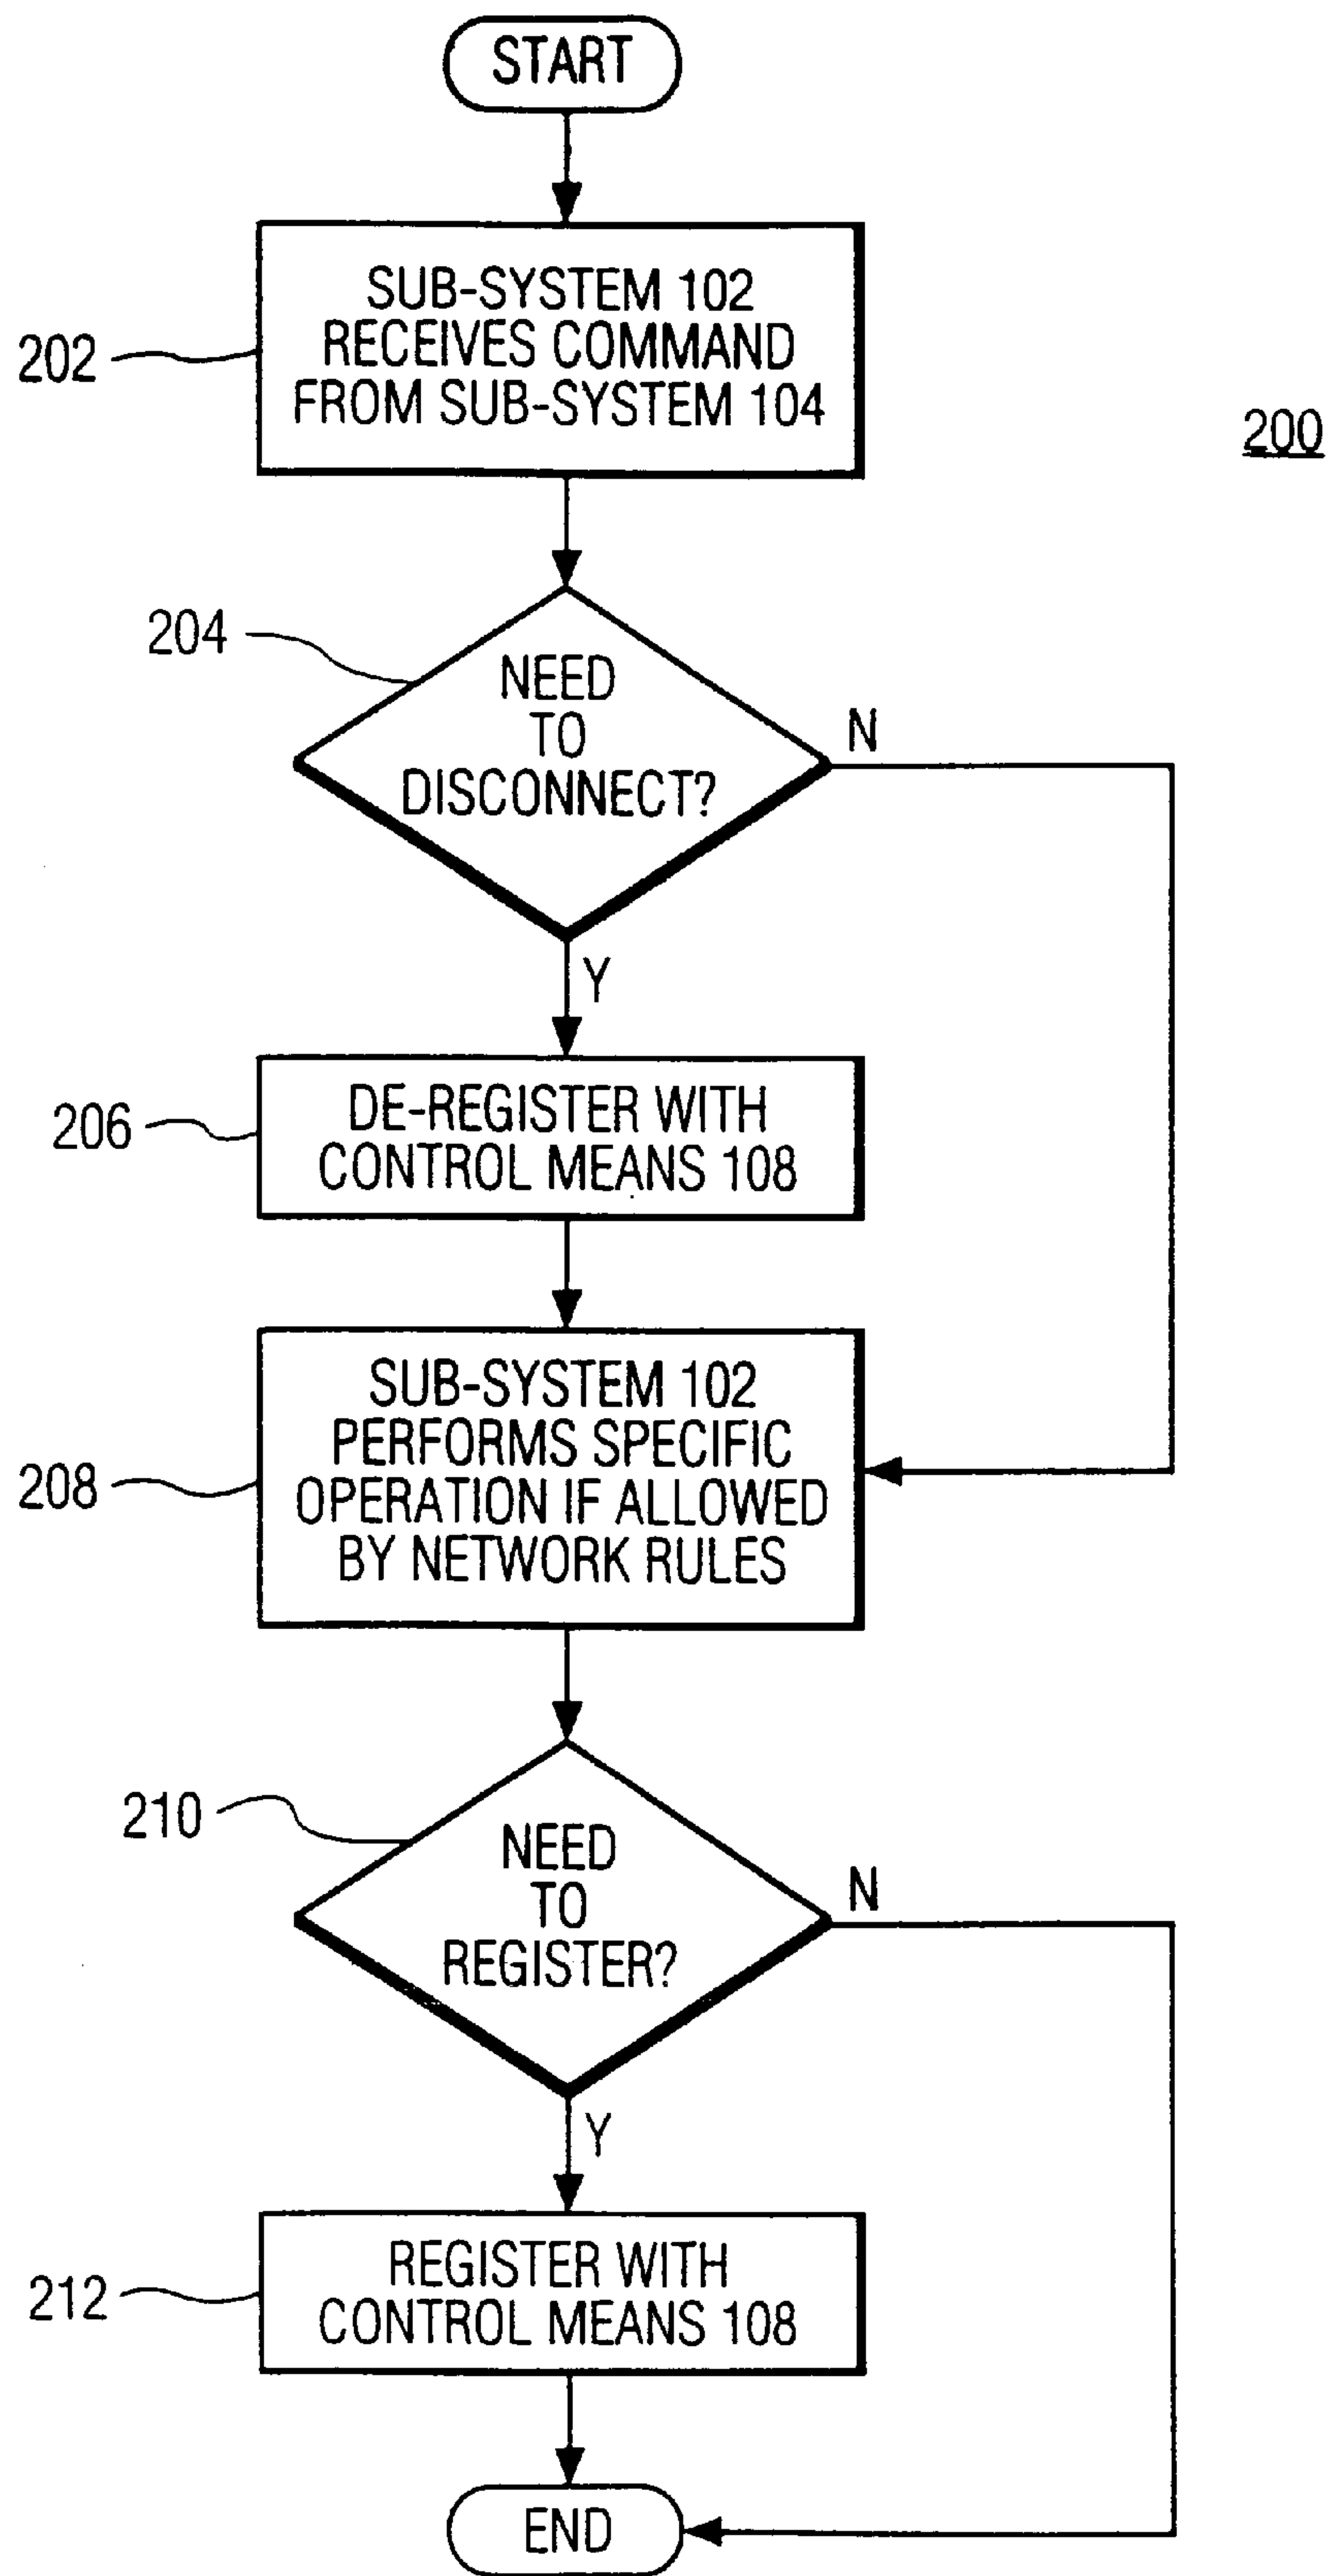 START
SUB-SYSTEM 102
RECEIVES COMMAND
FROM SUB-SYSTEM 104
202
200
204
NEED
TO
DISCONNECT?
N
Y
206
DE-REGISTER WITH
CONTROL MEANS 108
208
SUB-SYSTEM 102
PERFORMS SPECIFIC
OPERATION IF ALLOWED
BY NETWORK RULES
210
NEED
TO
REGISTER?
N
Y
212
REGISTER WITH
CONTROL MEANS 108
END